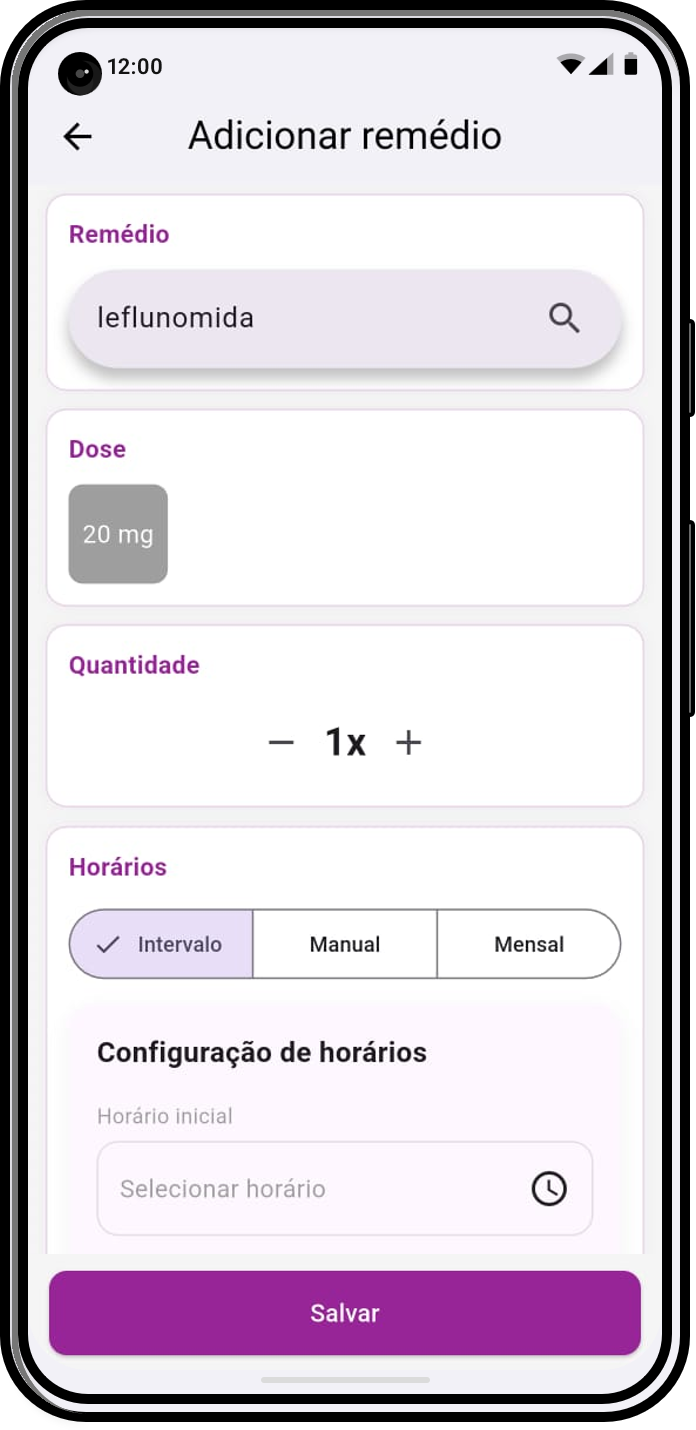 12:00
Adicionar remédio
Remédio
leflunomida
Dose
20 mg
Quantidade
1x
Horários
Intervalo Manual Mensal
Configuração de horários
Horário inicial
Selecionar horário
Salvar